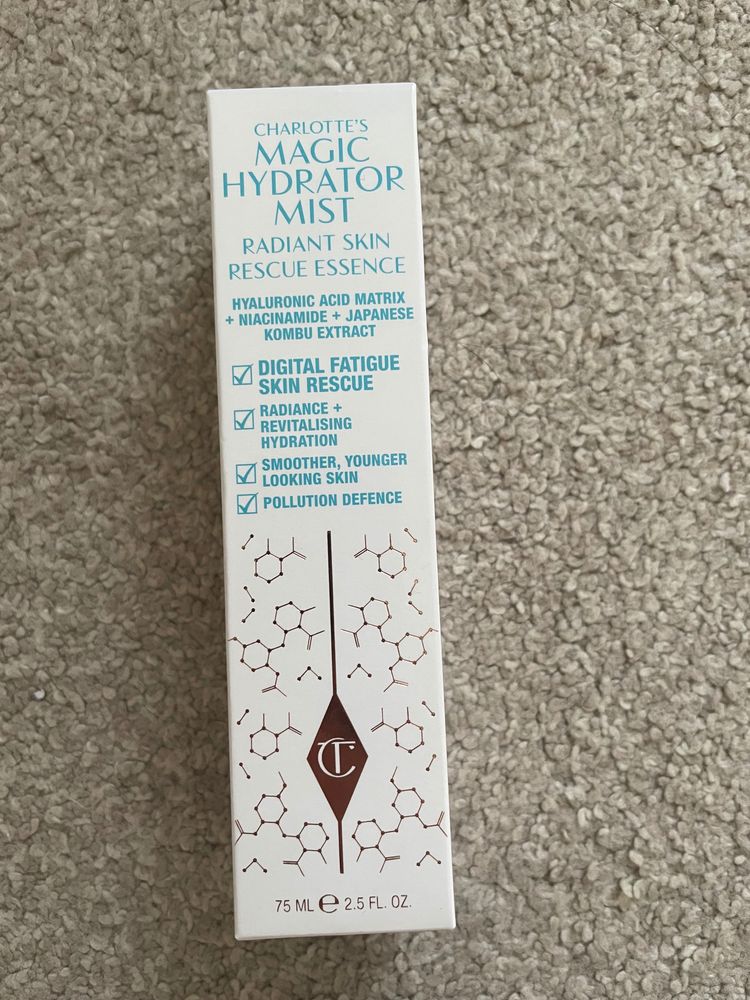 CHARLOTTE'S
MAGIC
HYDRATOR
MIST
RADIANT SKIN
RESCUE ESSENCE
HYALURONIC ACID MATRIX
+ NIACINAMIDE + JAPANESE
KOMBU EXTRACT
DIGITAL FATIGUE
SKIN RESCUE
RADIANCE +
REVITALISING
HYDRATION
SMOOTHER, YOUNGER
LOOKING SKIN
POLLUTION DEFENCE
CT
75 ML ℮ 2.5 FL. OZ.